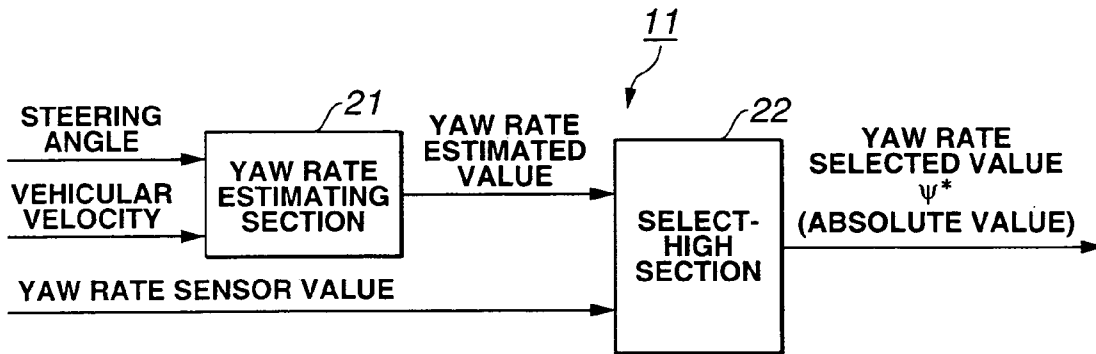 11
STEERING
ANGLE
VEHICULAR
VELOCITY
21
YAW RATE
ESTIMATING
SECTION
YAW RATE
ESTIMATED
VALUE
YAW RATE SENSOR VALUE
22
SELECT-
HIGH
SECTION
YAW RATE
SELECTED VALUE
ψ*
(ABSOLUTE VALUE)